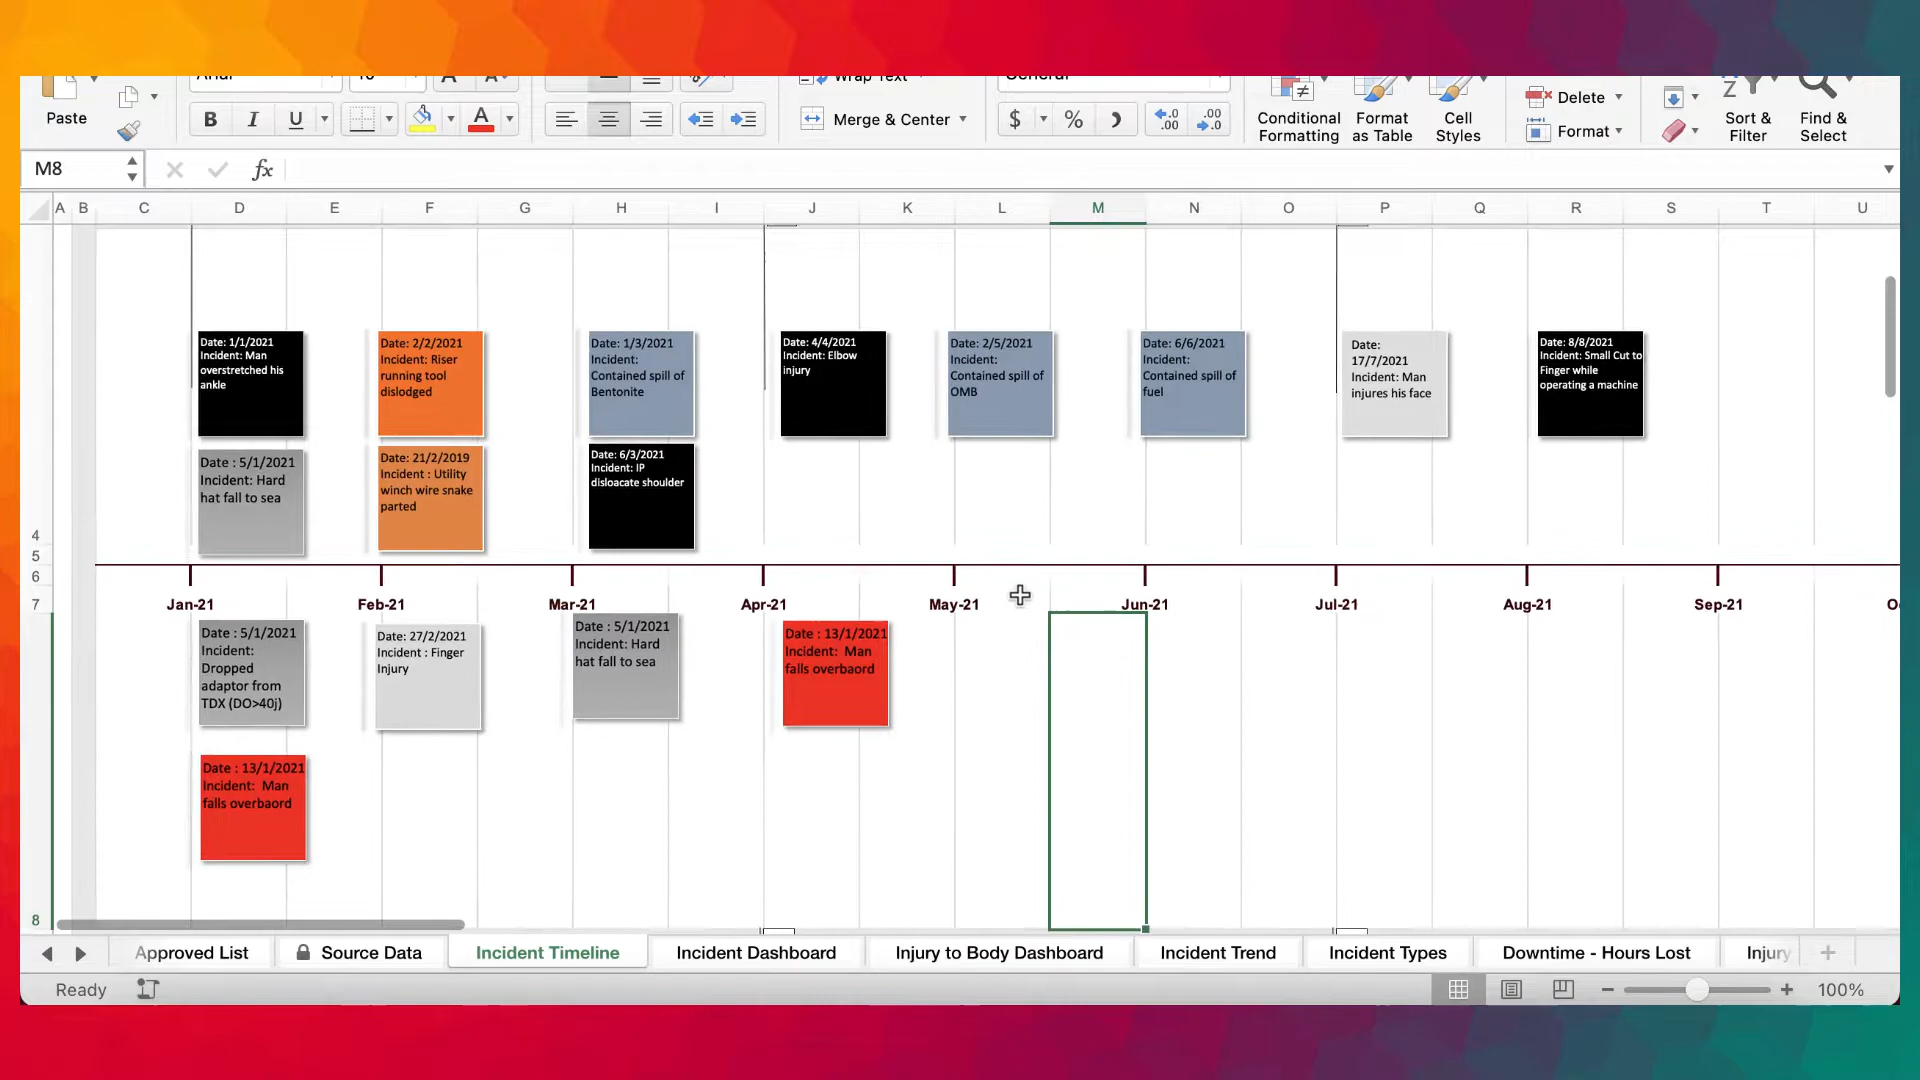 Paste
B I U
Wrap Text
General
Merge & Center
$ % 
Conditional
Formatting
Format
as Table
Cell
Styles
Delete
Format
Sort &
Filter
Find &
Select
M8
fx
A B C D E F G H I J K L M N O P Q R S T U
Date: 1/1/2021
Incident: Man
overstretched his
ankle
Date: 2/2/2021
Incident: Riser
running tool
dislodged
Date: 1/3/2021
Incident:
Contained spill of
Bentonite
Date: 4/4/2021
Incident: Elbow
injury
Date: 2/5/2021
Incident:
Contained spill of
OMB
Date: 6/6/2021
Incident:
Contained spill of
fuel
Date:
17/7/2021
Incident: Man
injures his face
Date: 8/8/2021
Incident: Small Cut to
Finger while
operating a machine
Date : 5/1/2021
Incident: Hard
hat fall to sea
Date: 21/2/2019
Incident : Utility
winch wire snake
parted
Date: 6/3/2021
Incident: IP
disloacate shoulder
4
5
6
7
Jan-21 Feb-21 Mar-21 Apr-21 May-21 Jun-21 Jul-21 Aug-21 Sep-21
Date : 5/1/2021
Incident:
Dropped
adaptor from
TDX (DO>40j)
Date: 27/2/2021
Incident : Finger
Injury
Date : 5/1/2021
Incident: Hard
hat fall to sea
Date : 13/1/2021
Incident: Man
falls overbaord
Date : 13/1/2021
Incident: Man
falls overbaord
8
Approved List Source Data Incident Timeline Incident Dashboard Injury to Body Dashboard Incident Trend Incident Types Downtime - Hours Lost Injury
Ready
100%